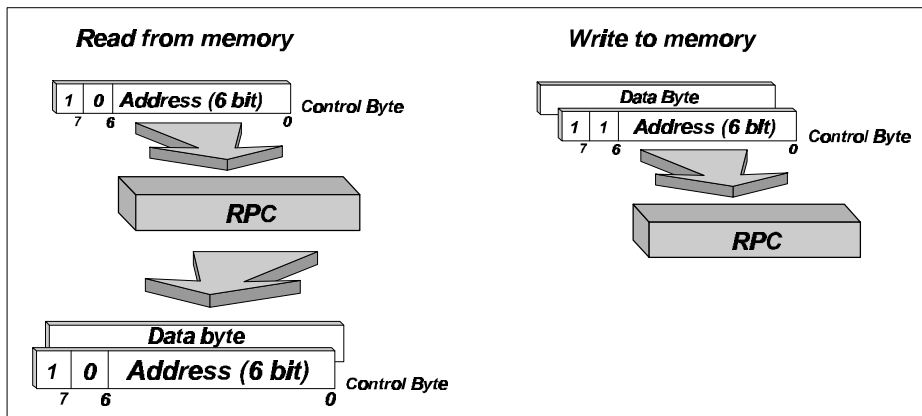 Read from memory
1 0 Address (6 bit)
Control Byte
7 6 0
RPC
Data byte
1 0 Address (6 bit)
Control Byte
7 6 0
Write to memory
Data Byte
1 1 Address (6 bit)
Control Byte
7 6 0
RPC